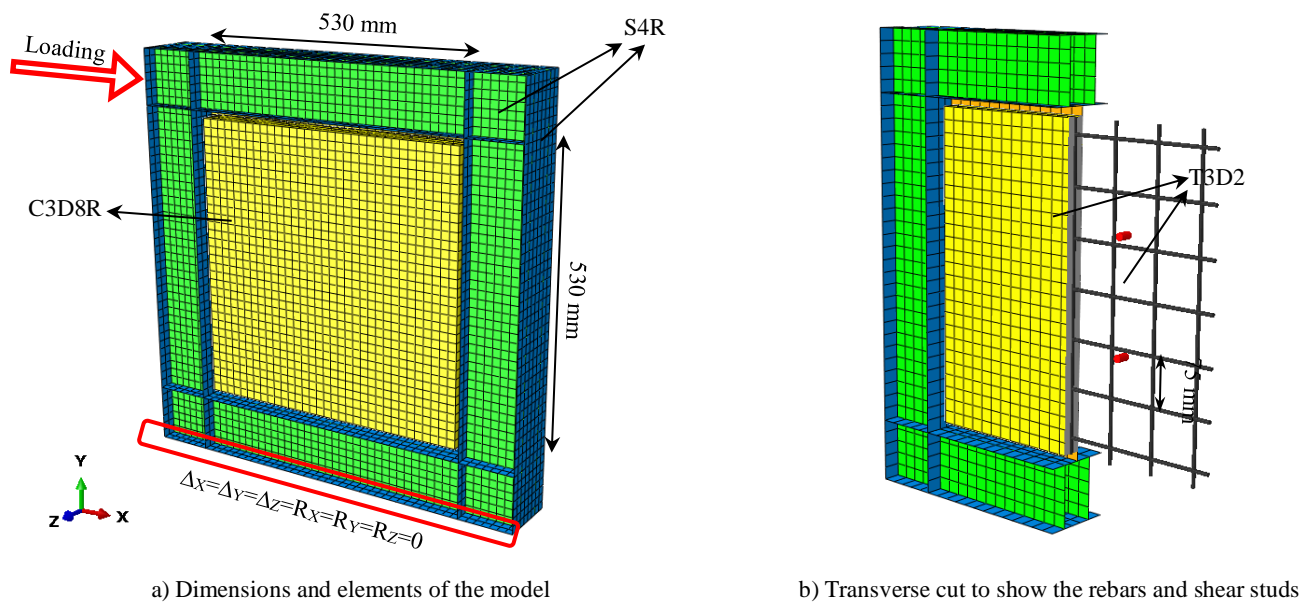 530 mm
S4R
Loading
C3D8R
530 mm
ΔX=ΔY=ΔZ=RX=RY=RZ=0
Y
Z
X
T3D2
mm
a) Dimensions and elements of the model
b) Transverse cut to show the rebars and shear studs